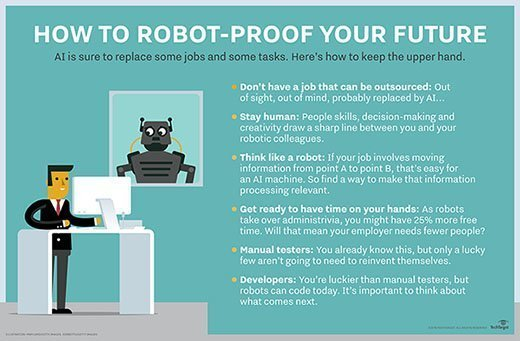 HOW TO ROBOT-PROOF YOUR FUTURE
AI is sure to replace some jobs and some tasks. Here's how to keep the upper hand.
Don't have a job that can be outsourced: Out
of sight, out of mind, probably replaced by AI...
Stay human: People skills, decision-making and
creativity draw a sharp line between you and your
robotic colleagues.
Think like a robot: If your job involves moving
information from point A to point B, that's easy for
an AI machine. So find a way to make that information
processing relevant.
Get ready to have time on your hands: As robots
take over administrivia, you might have 25% more free
time. Will that mean your employer needs fewer people?
Manual testers: You already know this, but only a lucky
few aren't going to need to reinvent themselves.
Developers: You're luckier than manual testers, but
robots can code today. It's important to think about
what comes next.
TechTarget